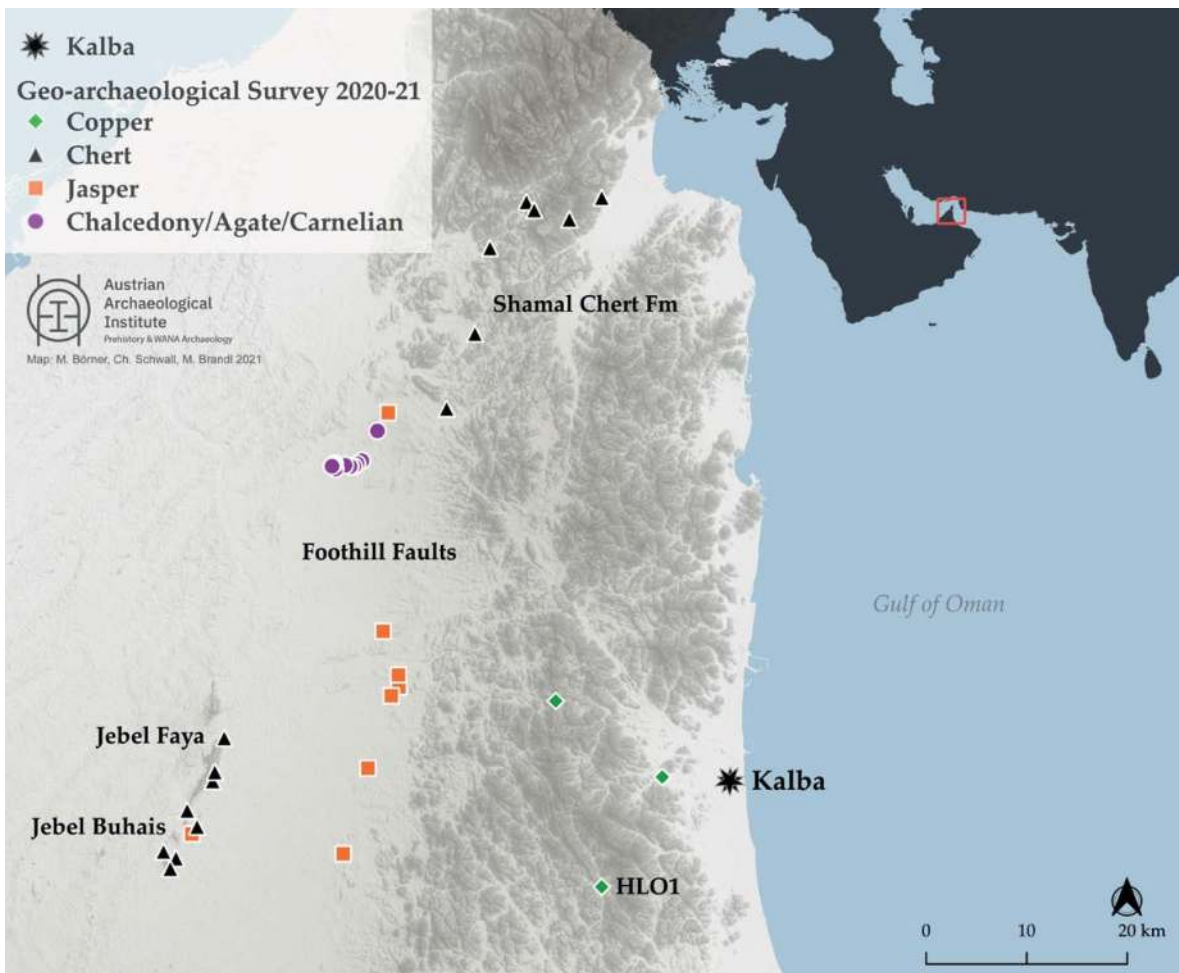 Kalba
Geo-archaeological Survey 2020-21
Copper
Chert
Jasper
Chalcedony/Agate/Carnelian
Austrian
Archaeological
Institute
Prehistory & WANA Archaeology
Map: M. Börner, Ch. Schwall, M. Brandl 2021
Shamal Chert Fm
Foothill Faults
Gulf of Oman
Jebel Faya
Kalba
Jebel Buhais
HLO1
0 10 20 km